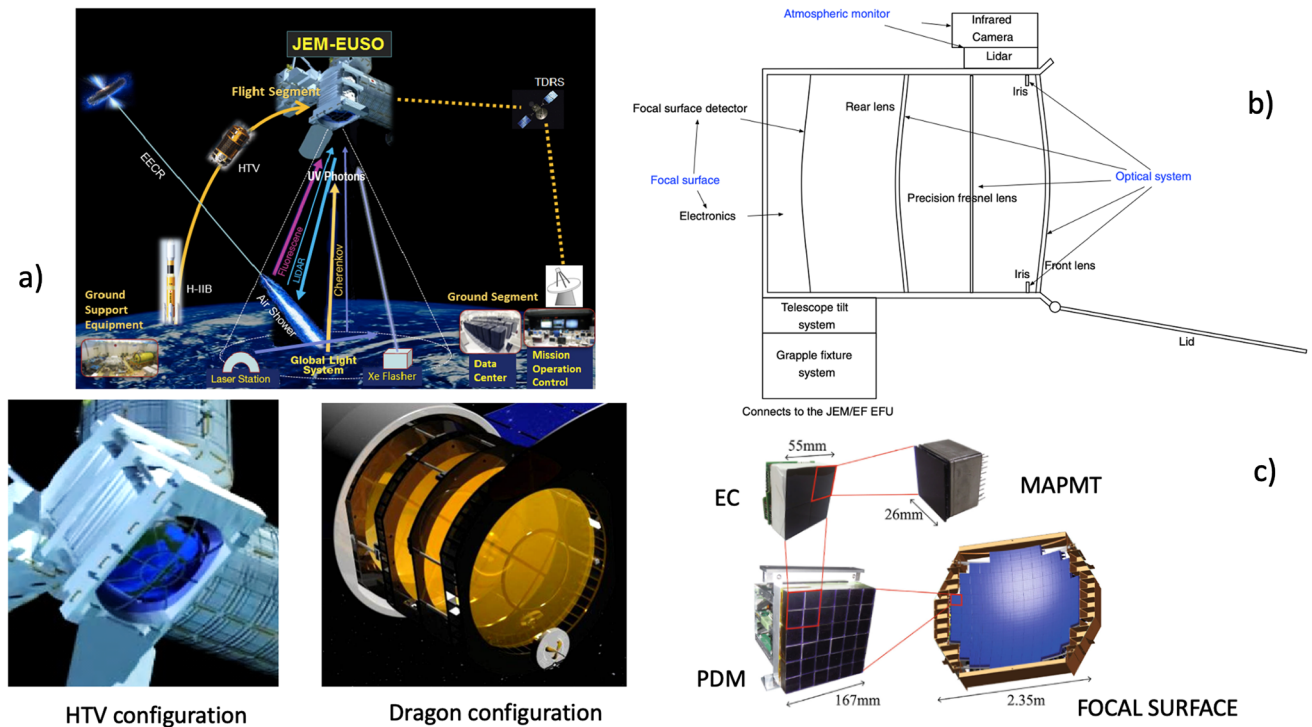 a)
JEM-EUSO
Flight Segment
TDRS
HTV
EECR
UV Photons
Fluorescene
LIDAR
Cherenkov
H-IIB
Air Shower
Ground
Support
Equipment
Ground Segment
Global Light
System
Laser Station
Xe Flasher
Data
Center
Mission
Operation
Control
b)
Atmospheric monitor
Infrared
Camera
Lidar
Iris
Focal surface detector
Rear lens
Focal surface
Optical system
Precision fresnel lens
Electronics
Iris
Front lens
Telescope tilt
system
Grapple fixture
system
Lid
Connects to the JEM/EF EFU
HTV configuration
Dragon configuration
c)
55mm
EC
MAPMT
26mm
PDM
167mm
2.35m
FOCAL SURFACE